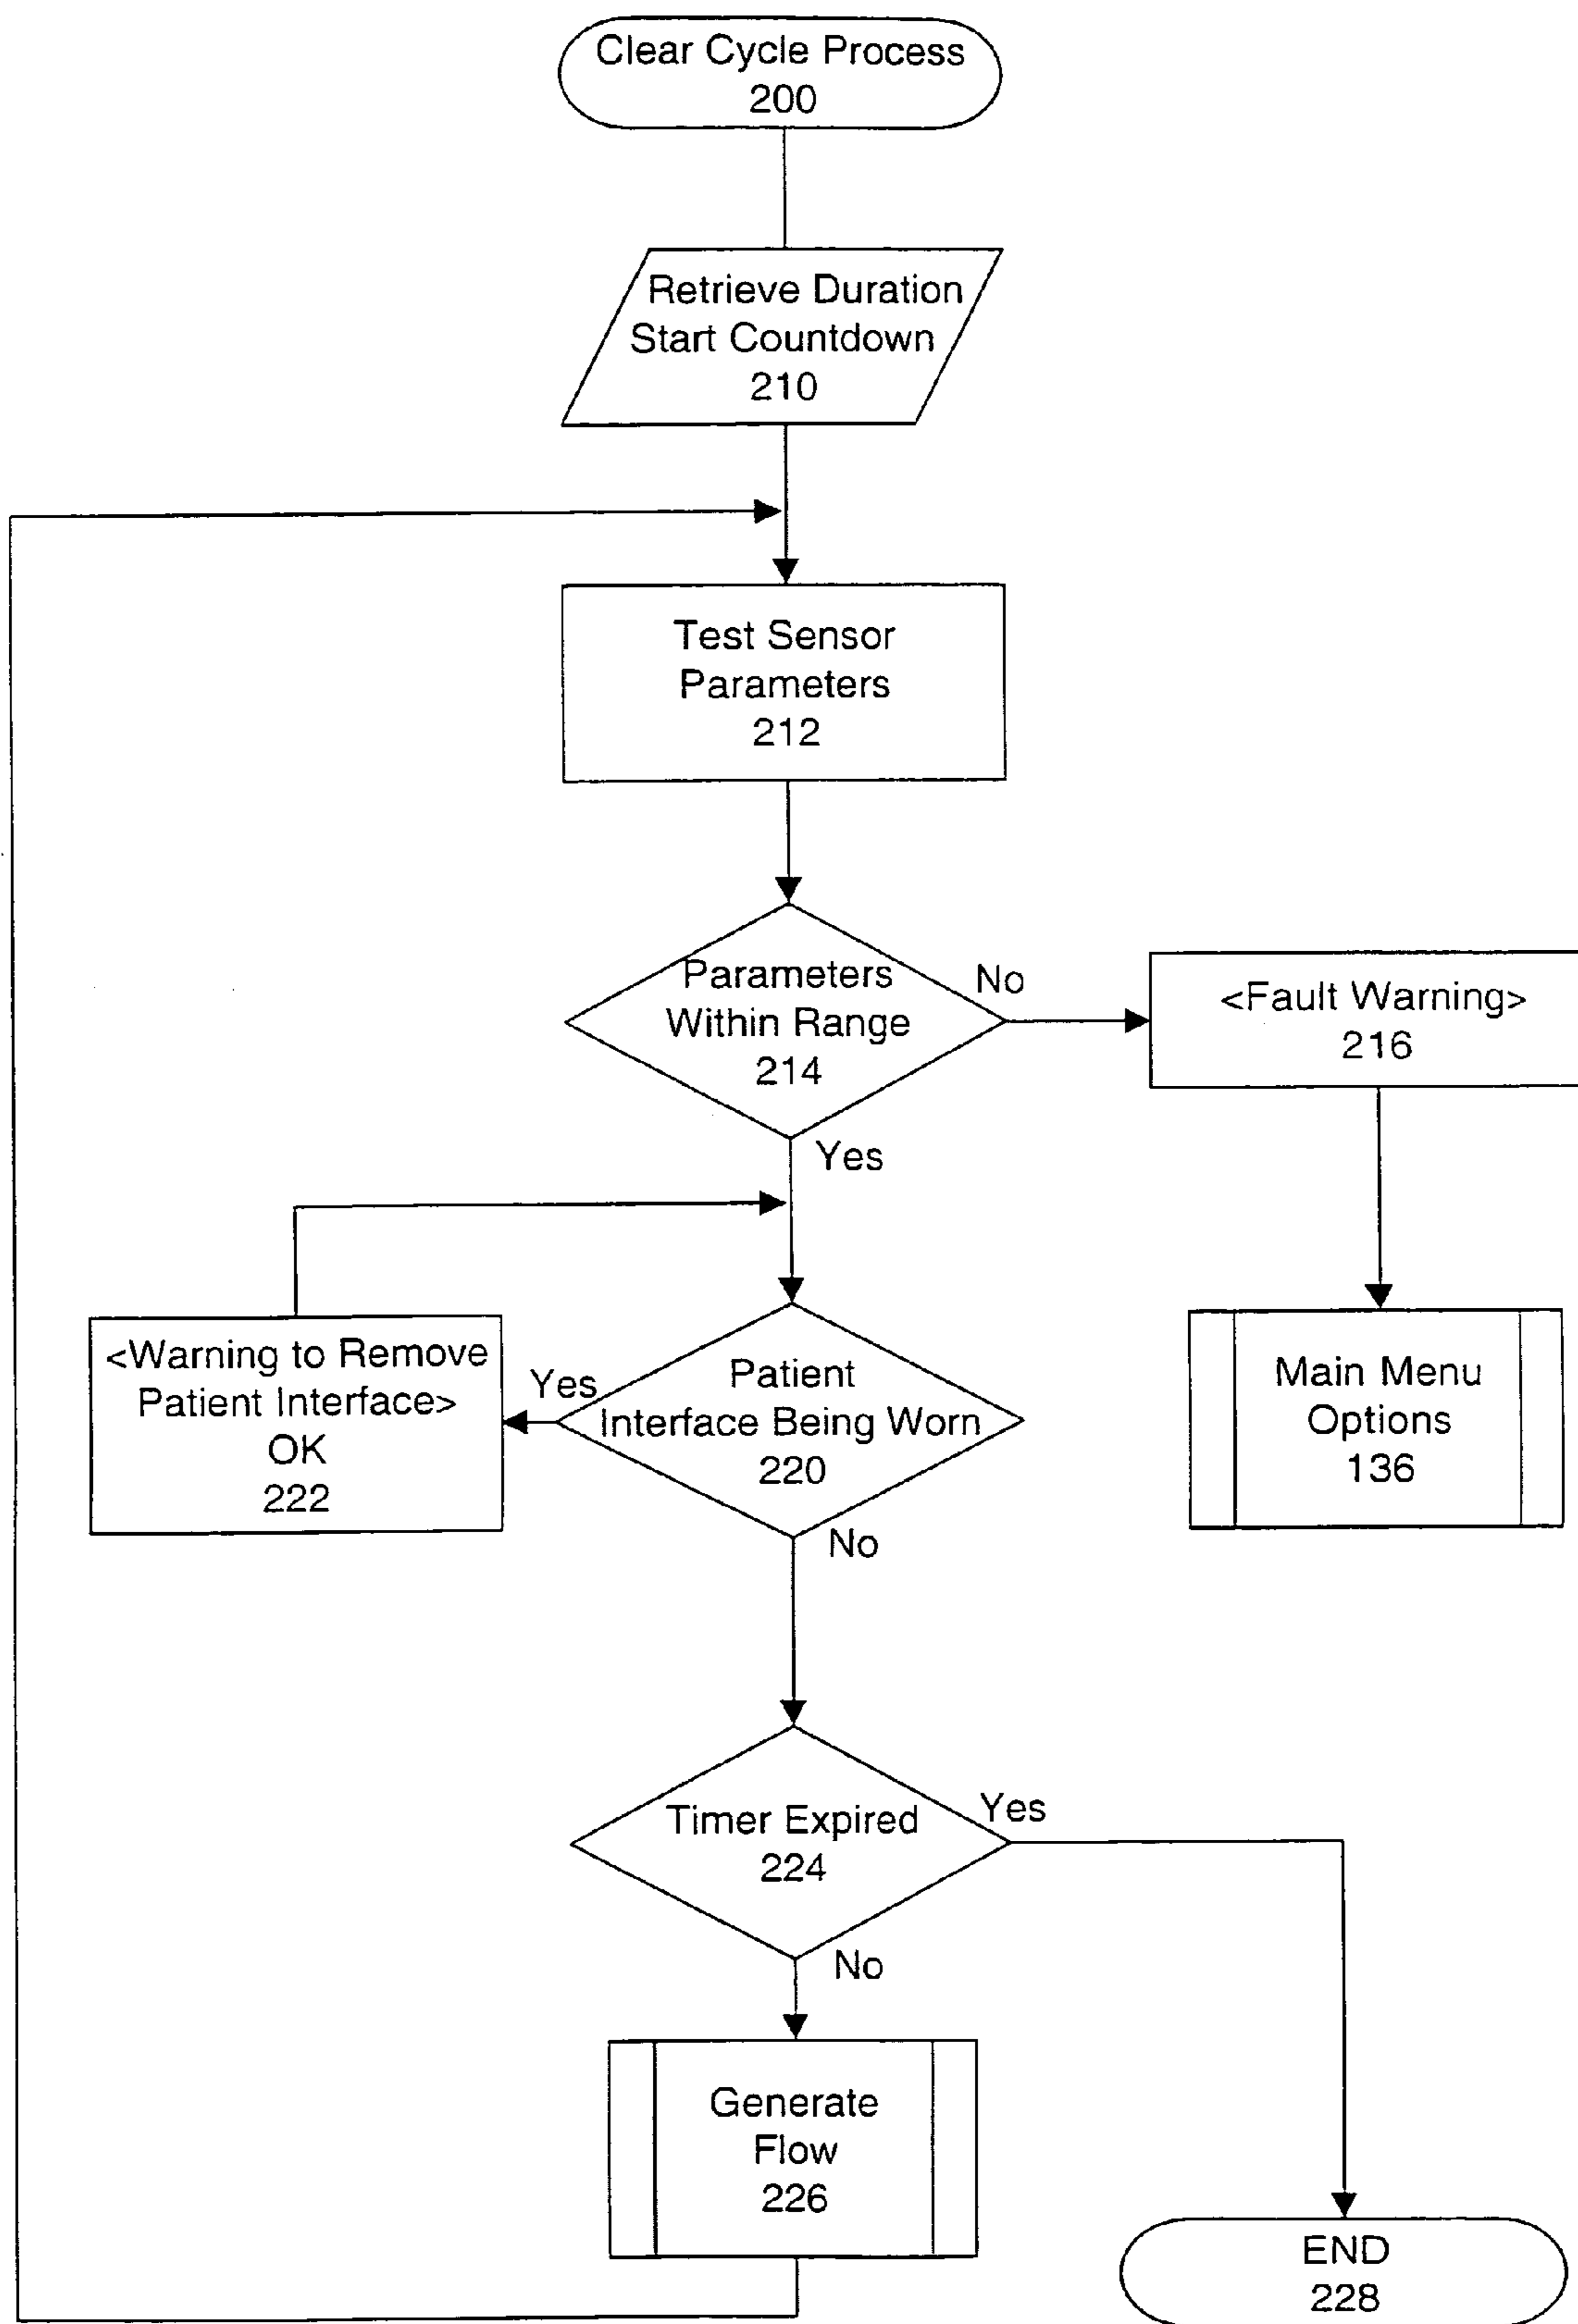 Clear Cycle Process
200
Retrieve Duration
Start Countdown
210
Test Sensor
Parameters
212
Parameters
Within Range
214
No
<Fault Warning>
216
Yes
<Warning to Remove
Patient Interface>
OK
222
Yes
Patient
Interface Being Worn
220
Main Menu
Options
136
No
Timer Expired
224
Yes
No
Generate
Flow
226
END
228